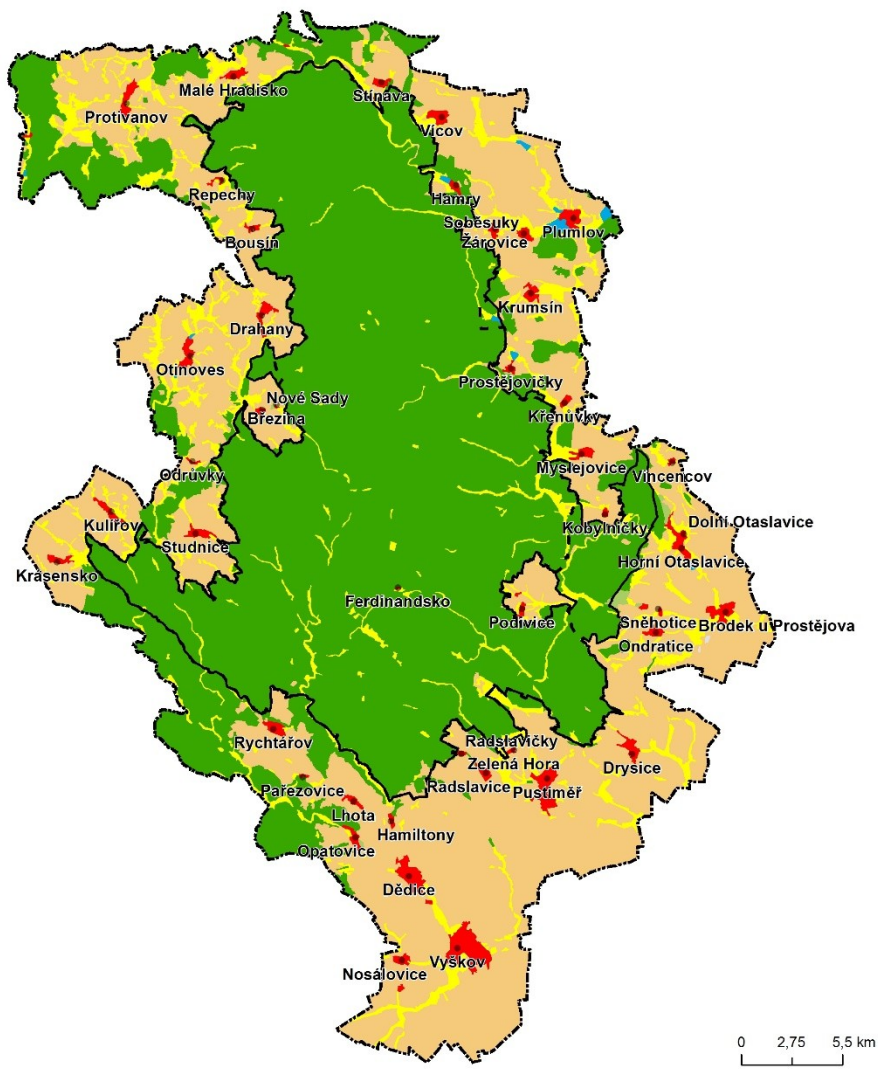 Malé Hradisko
Stínava
Protivanov
Vícov
Repechy
Hamry
Soběsuky
Plumlov
Bousín
Žárovice
Krumsín
Drahany
Otinoves
Prostějovičky
Nové Sady
Březina
Křenůvky
Odrůvky
Myslejovice
Vincencov
Kulířov
Kobylničky
Dolní Otaslavice
Studnice
Horní Otaslavice
Krásensko
Ferdinandsko
Podivice
Sněhotice
Brodek u Prostějova
Ondratice
Rychtářov
Radslavičky
Zelená Hora
Drysice
Pařezovice
Radslavice
Pustiměř
Lhota
Hamiltony
Opatovice
Dědice
Vyškov
Nosálovice
0 2,75 5,5 km